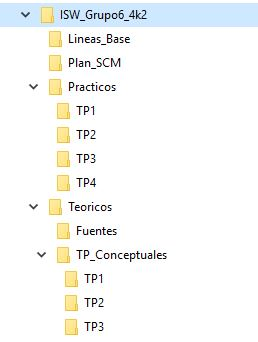 ISW_Grupo6_4k2
Lineas_Base
Plan_SCM
Practicos
TP1
TP2
TP3
TP4
Teoricos
Fuentes
TP_Conceptuales
TP1
TP2
TP3